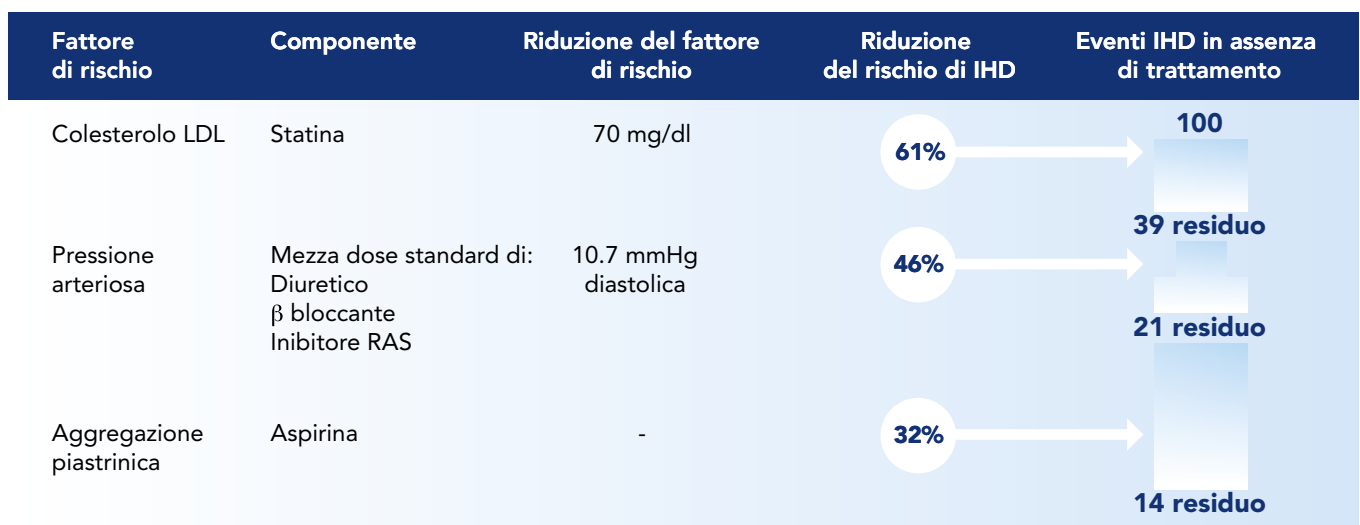 Fattore
di rischio
Componente
Riduzione del fattore
di rischio
Riduzione
del rischio di IHD
Eventi IHD in assenza
di trattamento
Colesterolo LDL
Statina
70 mg/dl
61%
100
39 residuo
Pressione
arteriosa
Mezza dose standard di:
Diuretico
β bloccante
Inibitore RAS
10.7 mmHg
diastolica
46%
21 residuo
Aggregazione
piastrinica
Aspirina
-
32%
14 residuo